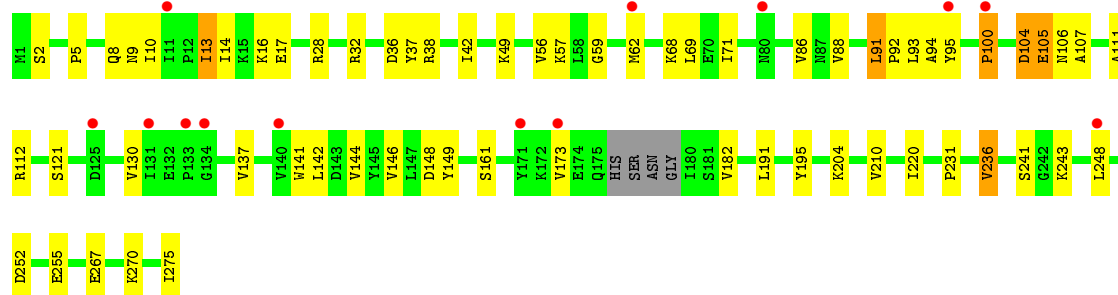 M1 S2 P5 Q8 N9 I10 I11 P12 I13 I14 K15 K16 E17 R28 R32 D36 Y37 R38 I42 K49 V56 K57 L58 G59 M62 K68 L69 E70 I71 N80 V86 N87 V88 L91 P92 L93 A94 Y95 P100 D104 E105 N106 A107 A111
R112 S121 D125 V130 I131 E132 P133 G134 V137 V140 W141 L142 D143 V144 Y145 V146 L147 D148 Y149 S161 Y171 K172 V173 E174 Q175 HIS SER ASN GLY I180 S181 V182 L191 Y195 K204 V210 I220 P231 V236 S241 G242 K243 L248
D252 E255 E267 K270 I275